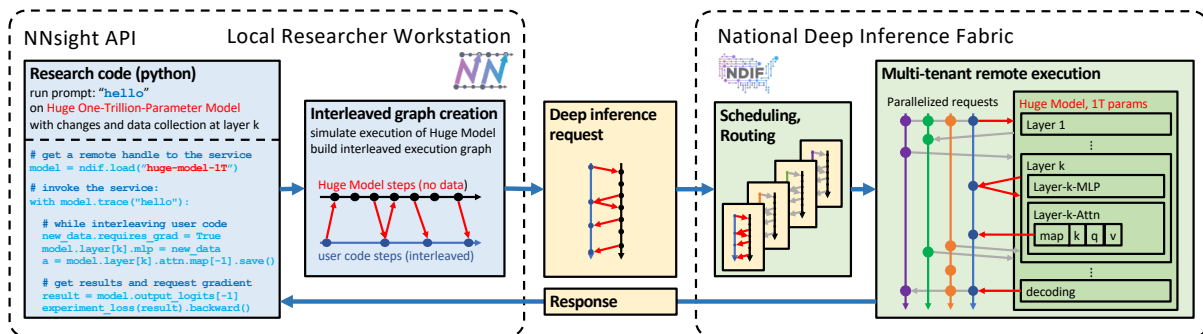 NNsight API
Local Researcher Workstation
NN
Research code (python)
run prompt: “hello”
on Huge One-Trillion-Parameter Model
with changes and data collection at layer k
# get a remote handle to the service
model = ndif.load(“huge-model-1T”)
# invoke the service:
with model.trace("hello"):
# while interleaving user code
new_data.requires_grad = True
model.layer[k].mlp = new_data
a = model.layer[k].attn.map[-1].save()
# get results and request gradient
result = model.output_logits[-1]
experiment_loss(result).backward()
Interleaved graph creation
simulate execution of Huge Model
build interleaved execution graph
Huge Model steps (no data)
user code steps (interleaved)
Deep inference
request
Response
National Deep Inference Fabric
NDIF
Scheduling,
Routing
Multi-tenant remote execution
Parallelized requests
Huge Model, 1T params
Layer 1
⋮
Layer k
Layer-k-MLP
Layer-k-Attn
map k q v
⋮
decoding